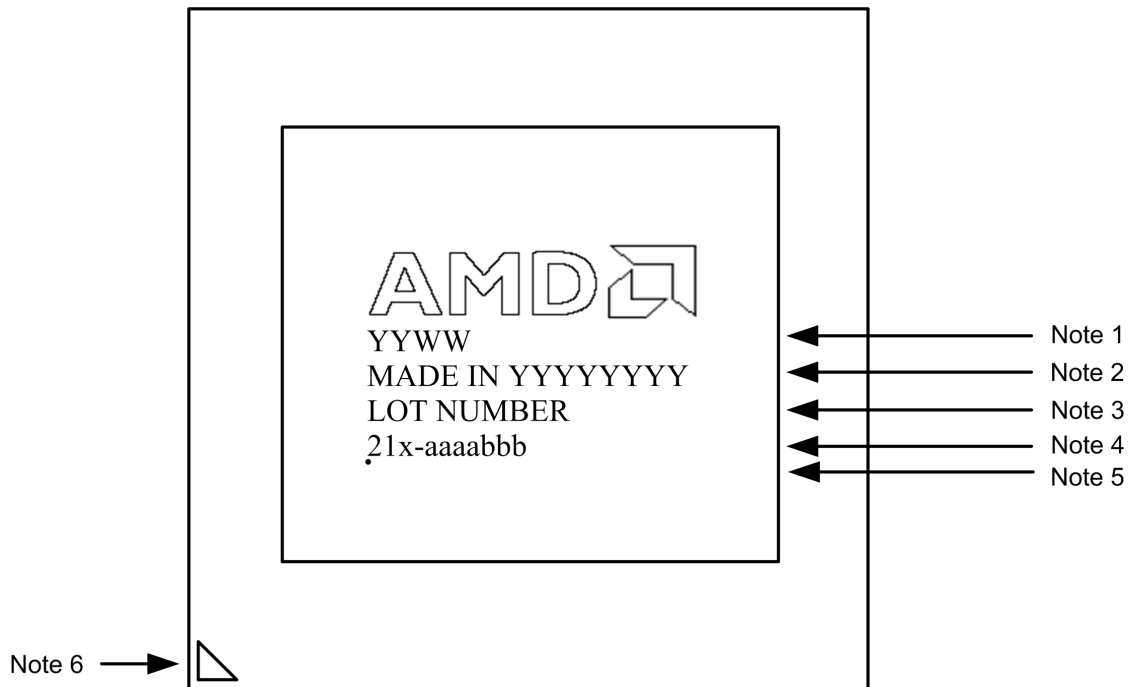 AMD
YYWW
MADE IN YYYYYYYY
LOT NUMBER
21x-aaaabbb
Note 1
Note 2
Note 3
Note 4
Note 5
Note 6